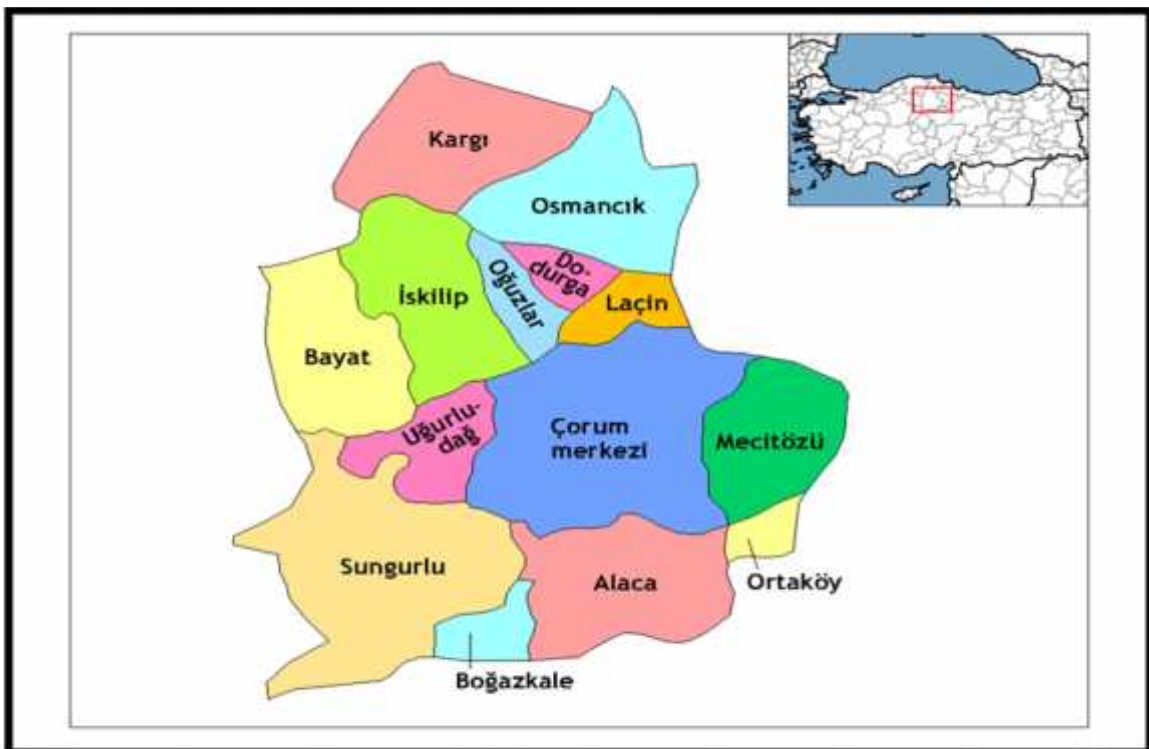 Kargı
Osmancık
Do-
durga
Oğuzlar
İskilip
Laçin
Bayat
Uğurlu-
dağ
Çorum
merkezi
Mecitözü
Sungurlu
Alaca
Ortaköy
Boğazkale